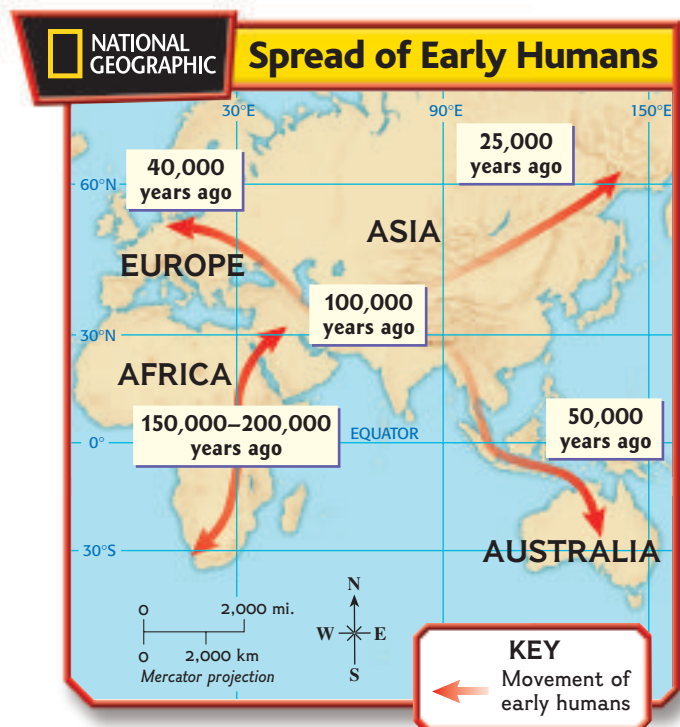 NATIONAL
GEOGRAPHIC
Spread of Early Humans
30°E
90°E
150°E
40,000
years ago
25,000
years ago
60°N
ASIA
EUROPE
100,000
years ago
30°N
AFRICA
150,000–200,000
years ago
50,000
years ago
0°
EQUATOR
30°S
AUSTRALIA
0
2,000 mi.
0
2,000 km
Mercator projection
N
W
E
S
KEY
Movement of
early humans